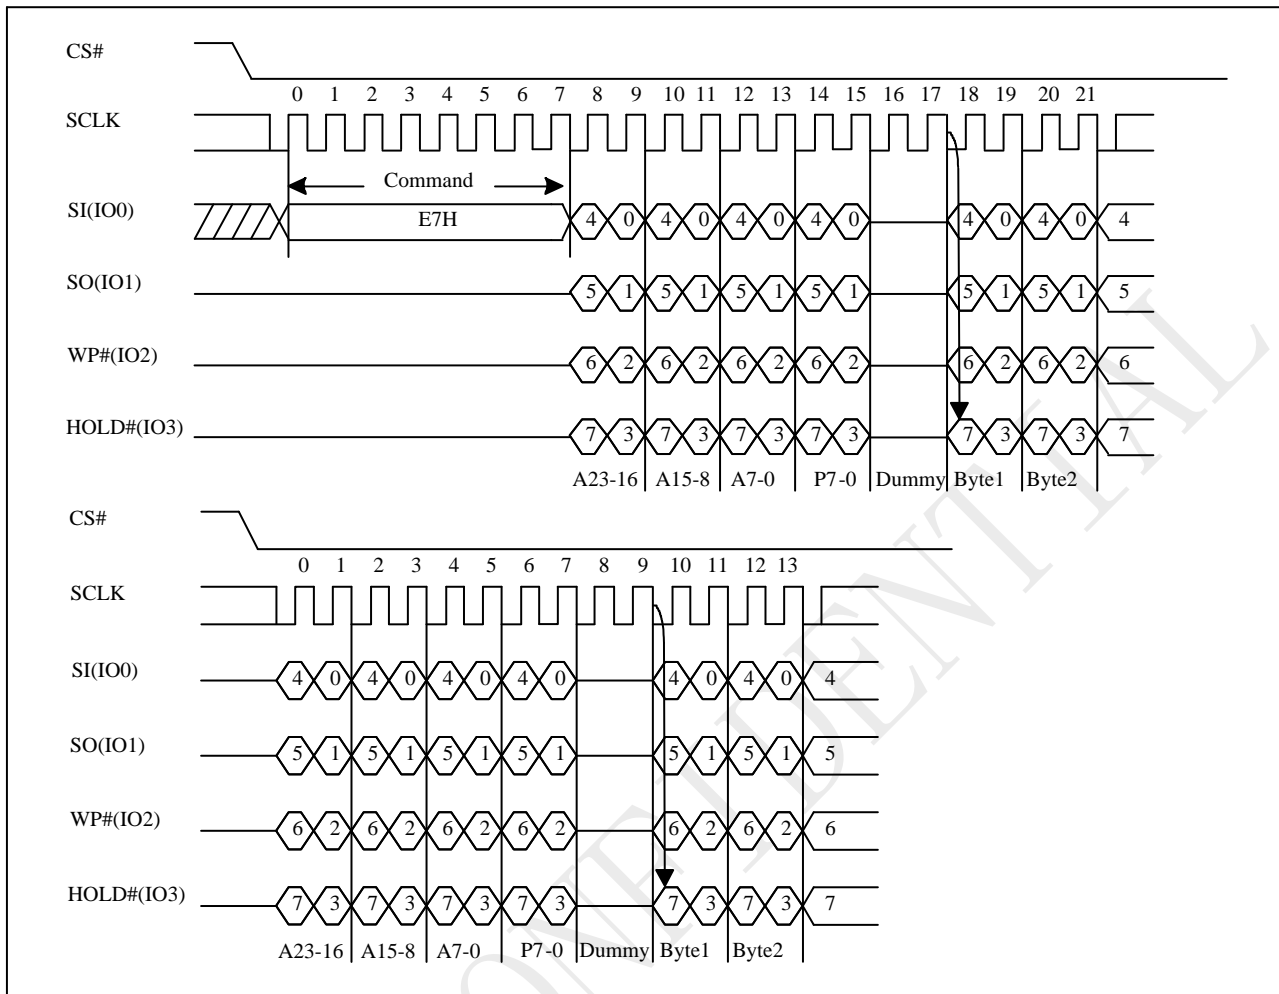 CS#
0 1 2 3 4 5 6 7 8 9 10 11 12 13 14 15 16 17 18 19 20 21
SCLK
Command
SI(IO0) E7H 4 0 4 0 4 0 4 0 4 0 4 0 4
SO(IO1) 5 1 5 1 5 1 5 1 5 1 5 1 5
WP#(IO2) 6 2 6 2 6 2 6 2 6 2 6 2 6
HOLD#(IO3) 7 3 7 3 7 3 7 3 7 3 7 3 7
A23-16 A15-8 A7-0 P7-0 Dummy Byte1 Byte2
CS#
0 1 2 3 4 5 6 7 8 9 10 11 12 13
SCLK
SI(IO0) 4 0 4 0 4 0 4 0 4 0 4 0 4
SO(IO1) 5 1 5 1 5 1 5 1 5 1 5 1 5
WP#(IO2) 6 2 6 2 6 2 6 2 6 2 6 2 6
HOLD#(IO3) 7 3 7 3 7 3 7 3 7 3 7 3 7
A23-16 A15-8 A7-0 P7-0 Dummy Byte1 Byte2
ONFIDENTIAL